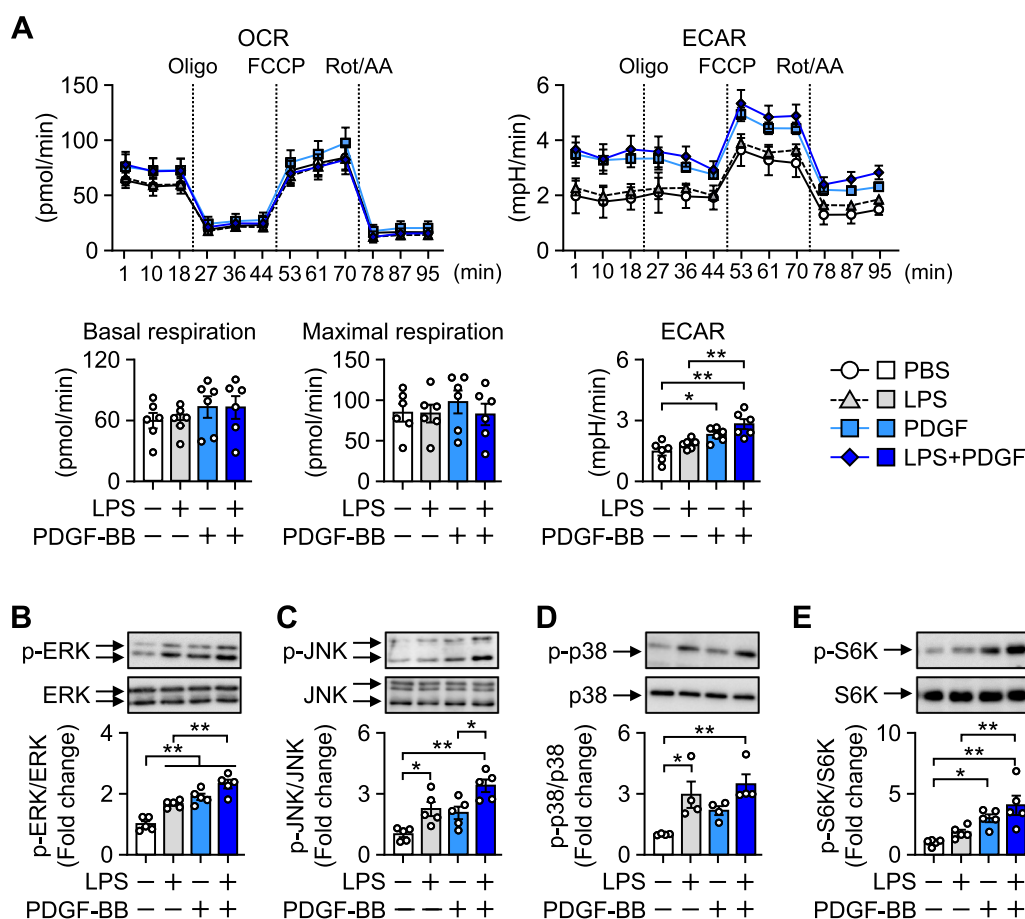 A
OCR
Oligo FCCP Rot/AA
(pmol/min)
150
100
50
0
1 10 18 27 36 44 53 61 70 78 87 95 (min)
ECAR
Oligo FCCP Rot/AA
(mpH/min)
6
4
2
0
1 10 18 27 36 44 53 61 70 78 87 95 (min)
Basal respiration
(pmol/min)
120
60
0
LPS − + − +
PDGF-BB − − + +
Maximal respiration
(pmol/min)
150
100
50
0
LPS − + − +
PDGF-BB − − + +
ECAR
(mpH/min)
6
3
0
**
**
*
LPS − + − +
PDGF-BB − − + +
PBS
LPS
PDGF
LPS+PDGF
B
p-ERK
ERK
p-ERK/ERK
(Fold change)
4
2
0
**
**
LPS − + − +
PDGF-BB − − + +
C
p-JNK
JNK
p-JNK/JNK
(Fold change)
6
3
0
*
**
*
LPS − + − +
PDGF-BB − − + +
D
p-p38
p38
p-p38/p38
(Fold change)
6
3
0
**
*
LPS − + − +
PDGF-BB − − + +
E
p-S6K
S6K
p-S6K/S6K
(Fold change)
10
5
0
**
**
*
LPS − + − +
PDGF-BB − − + +